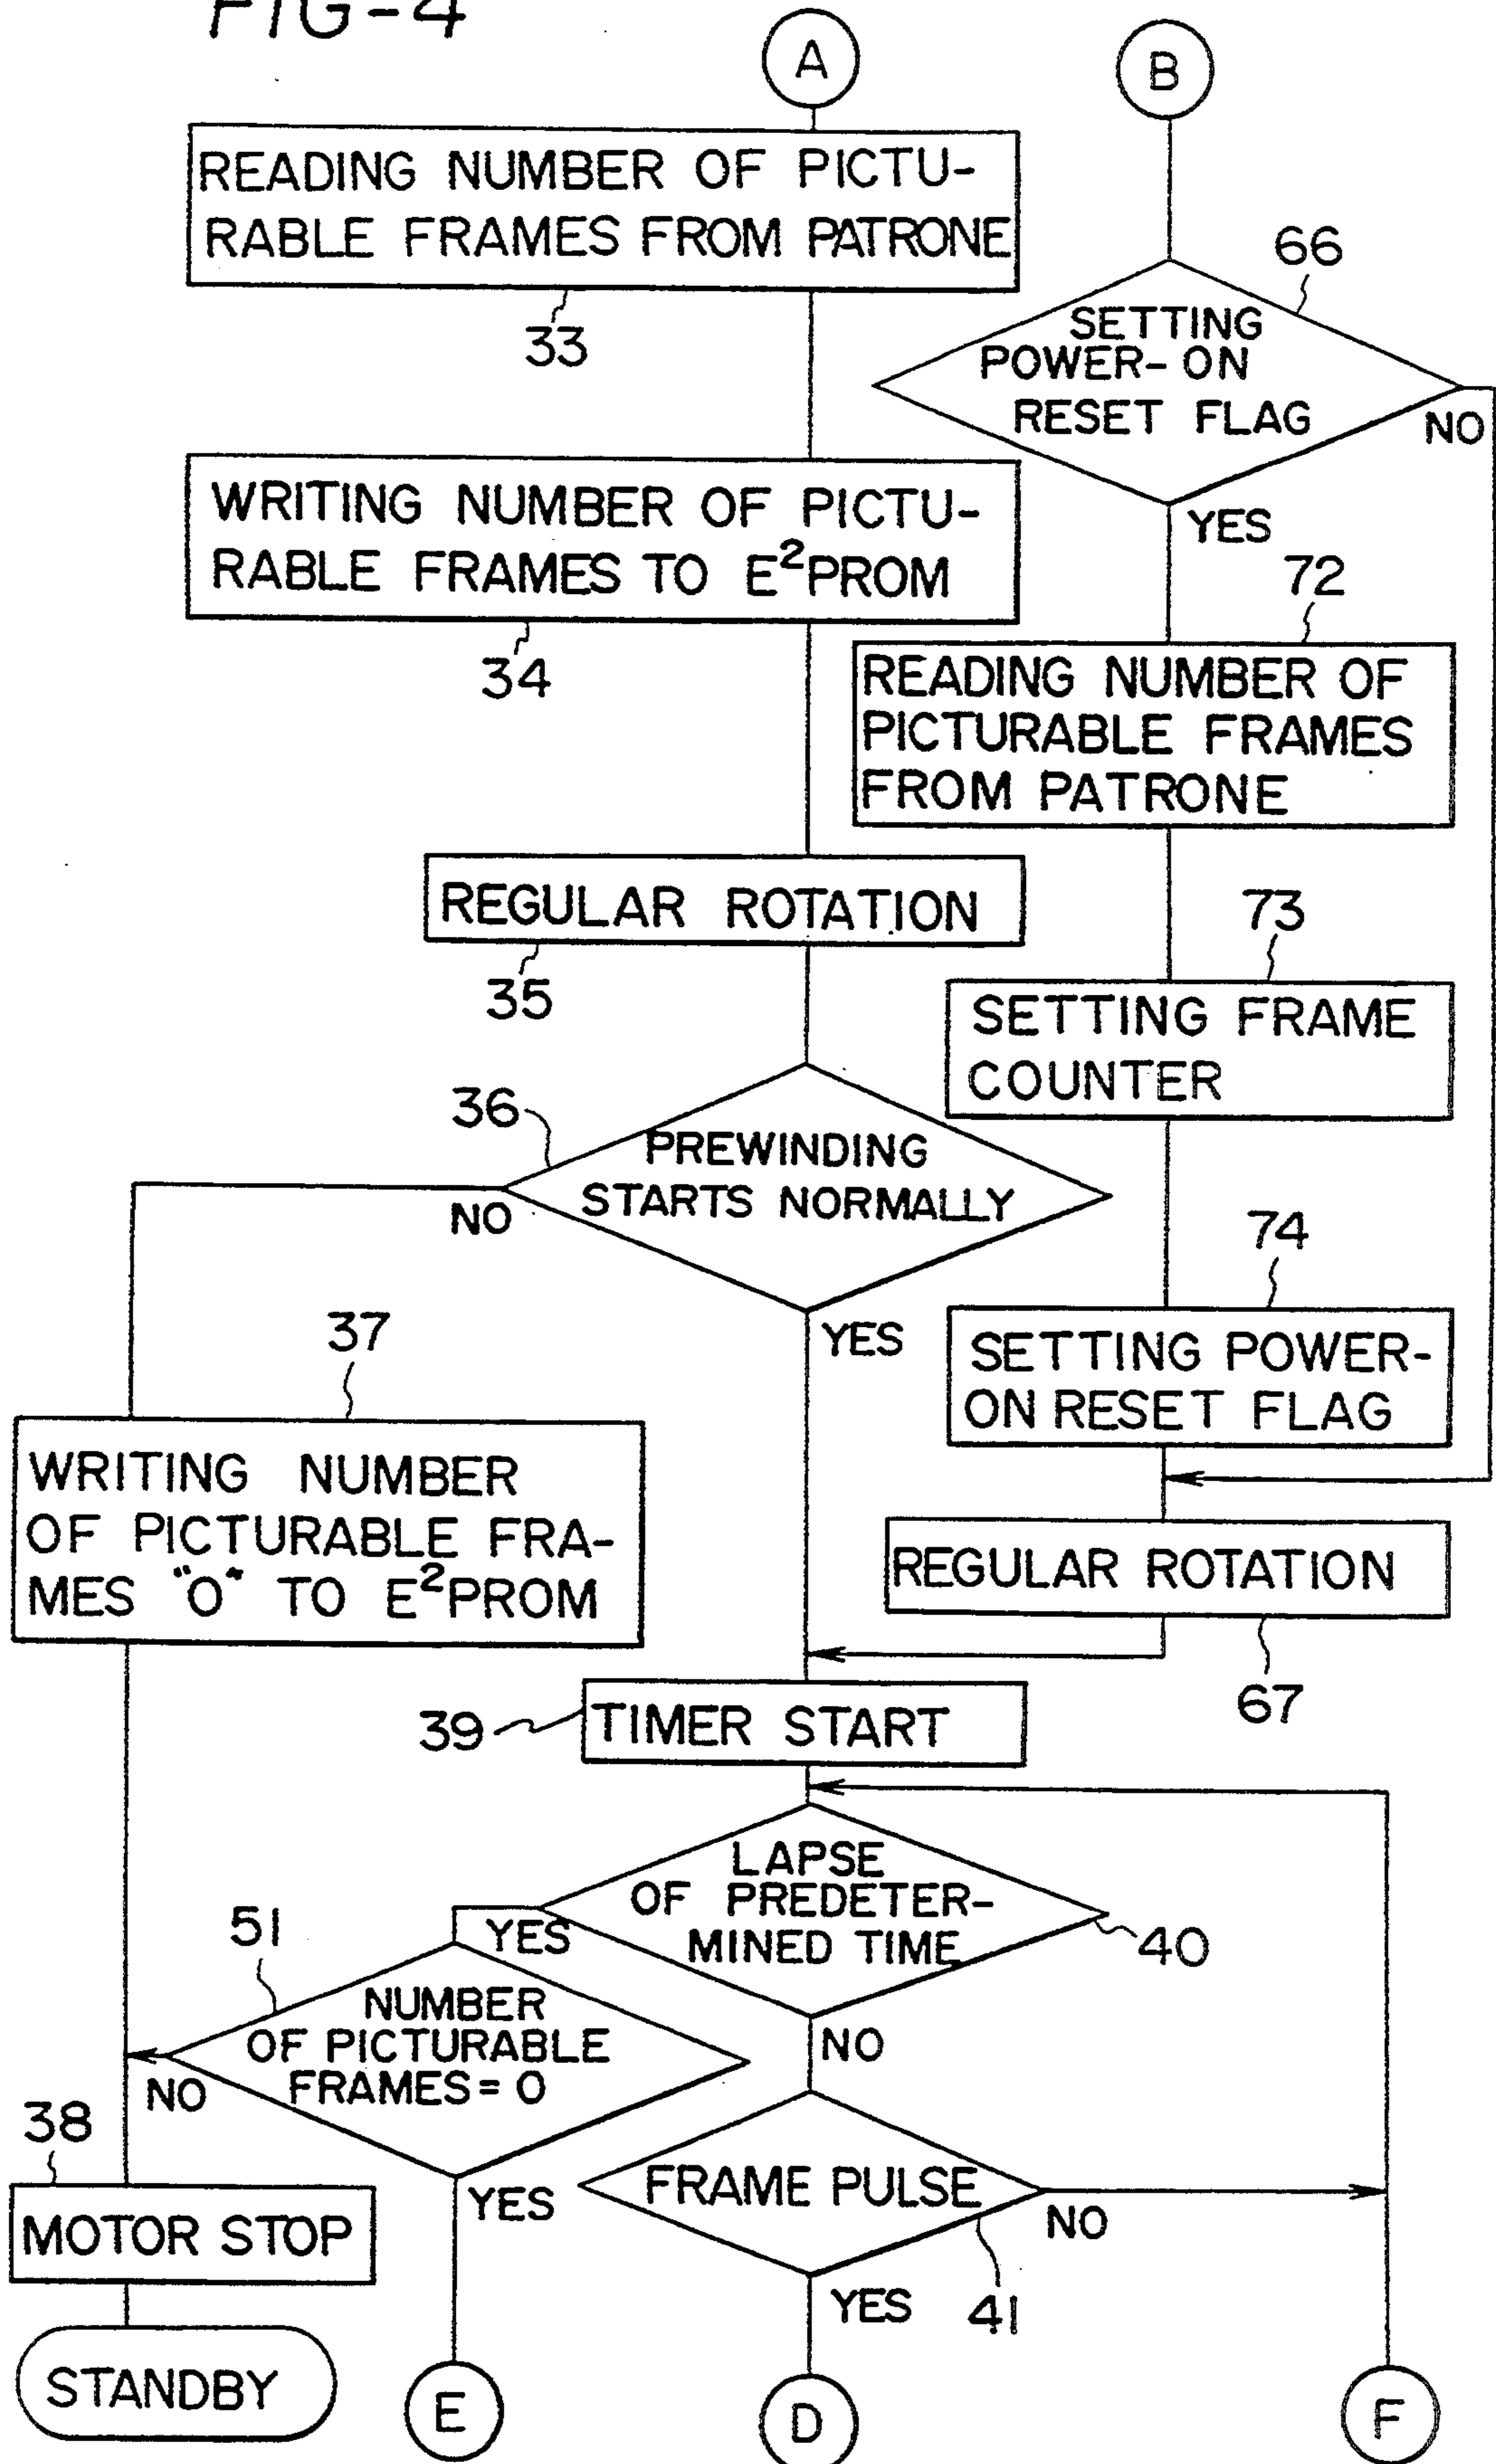 FIG-4
A
B
READING NUMBER OF PICTU-
RABLE FRAMES FROM PATRONE
33
66
SETTING
POWER-ON
RESET FLAG
NO
YES
WRITING NUMBER OF PICTU-
RABLE FRAMES TO E²PROM
34
72
READING NUMBER OF
PICTURABLE FRAMES
FROM PATRONE
REGULAR ROTATION
35
73
SETTING FRAME
COUNTER
36
PREWINDING
STARTS NORMALLY
NO
YES
74
SETTING POWER-
ON RESET FLAG
37
WRITING NUMBER
OF PICTURABLE FRA-
MES "0" TO E²PROM
REGULAR ROTATION
67
39
TIMER START
LAPSE
OF PREDETER-
MINED TIME
40
YES
NO
51
NUMBER
OF PICTURABLE
FRAMES = 0
NO
YES
38
MOTOR STOP
FRAME PULSE
NO
YES
41
STANDBY
E
D
F